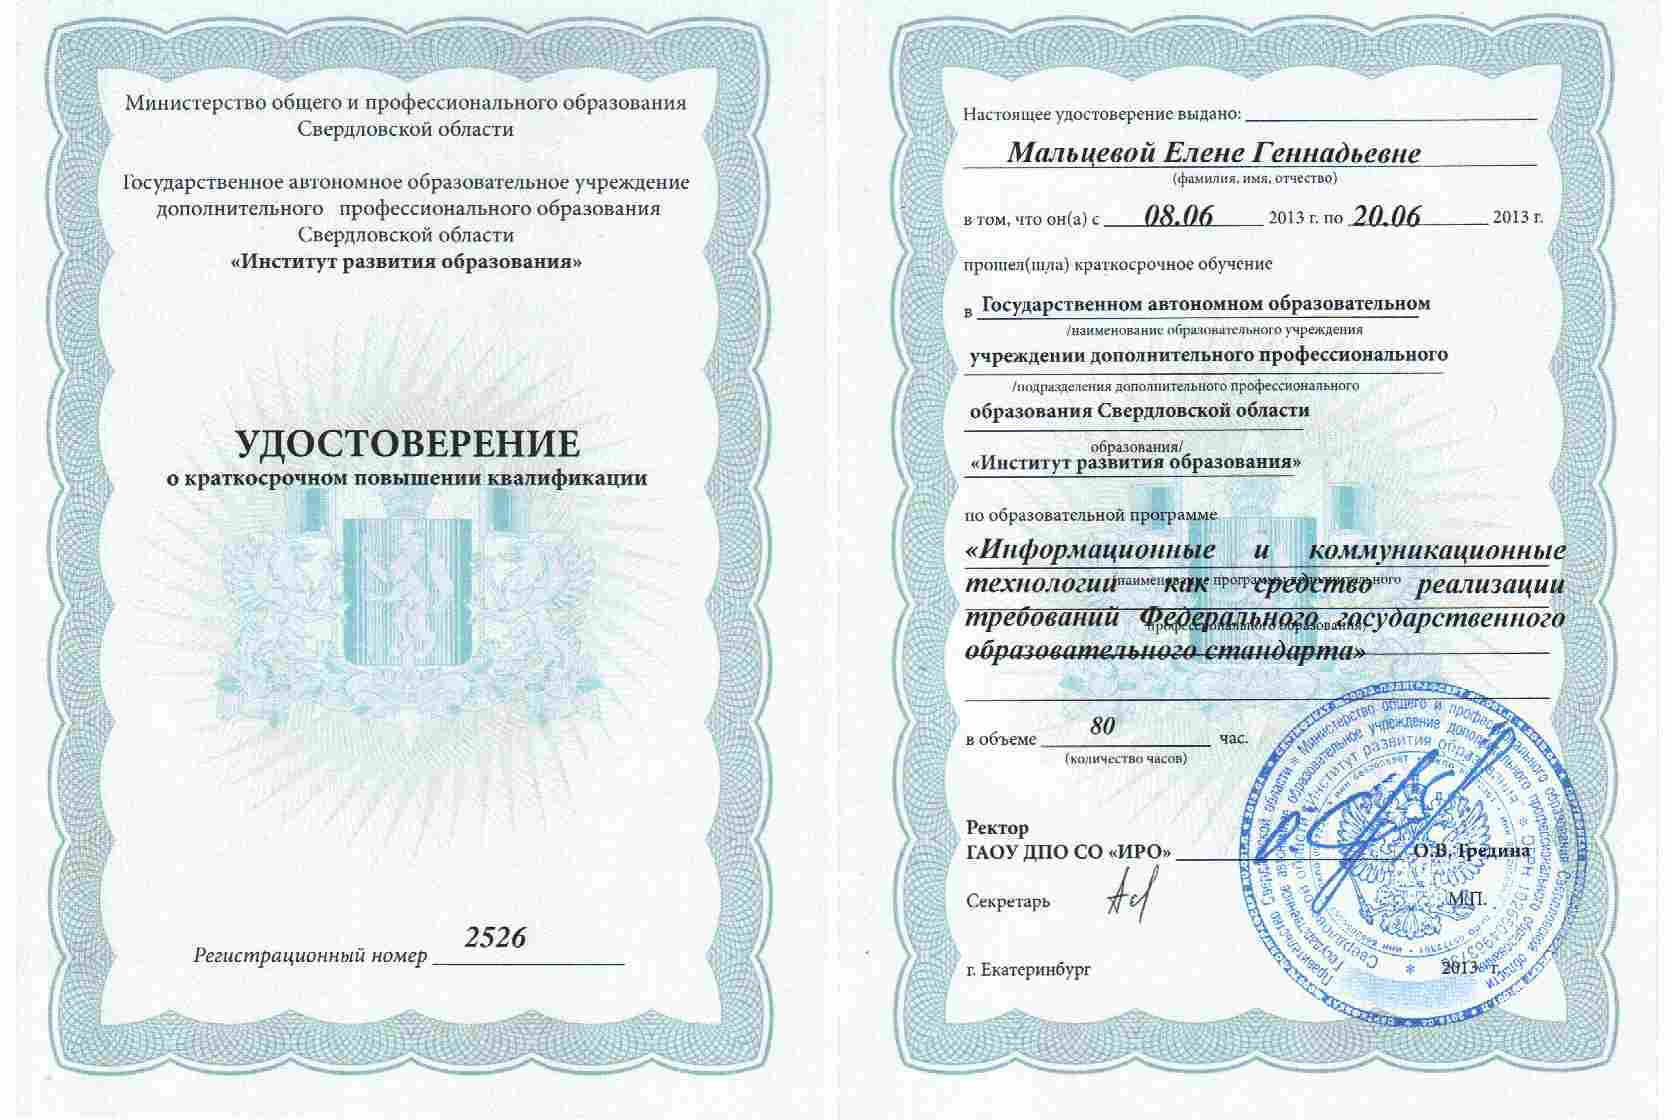 Министерство общего и профессионального образования
Свердловской области
Государственное автономное образовательное учреждение
дополнительного профессионального образования
Свердловской области
«Институт развития образования»
УДОСТОВЕРЕНИЕ
о краткосрочном повышении квалификации
Регистрационный номер 2526
Настоящее удостоверение выдано:
Мальцевой Елене Геннадьевне
(фамилия, имя, отчество)
в том, что он(а) с 08.06 2013 г. по 20.06 2013 г.
прошел(шла) краткосрочное обучение
в Государственном автономном образовательном
/наименование образовательного учреждения
учреждении дополнительного профессионального
/подразделения дополнительного профессионального
образования Свердловской области
образования/
«Институт развития образования»
по образовательной программе
«Информационные и коммуникационные
/наименование программы дополнительного
технологии как средство реализации
требований Федерального государственного
профессионального образования/
образовательного стандарта»
в объеме 80 час.
(количество часов)
Ректор
ГАОУ ДПО СО «ИРО» О.В. Гредина
Секретарь
М.П.
г. Екатеринбург 2013 г.